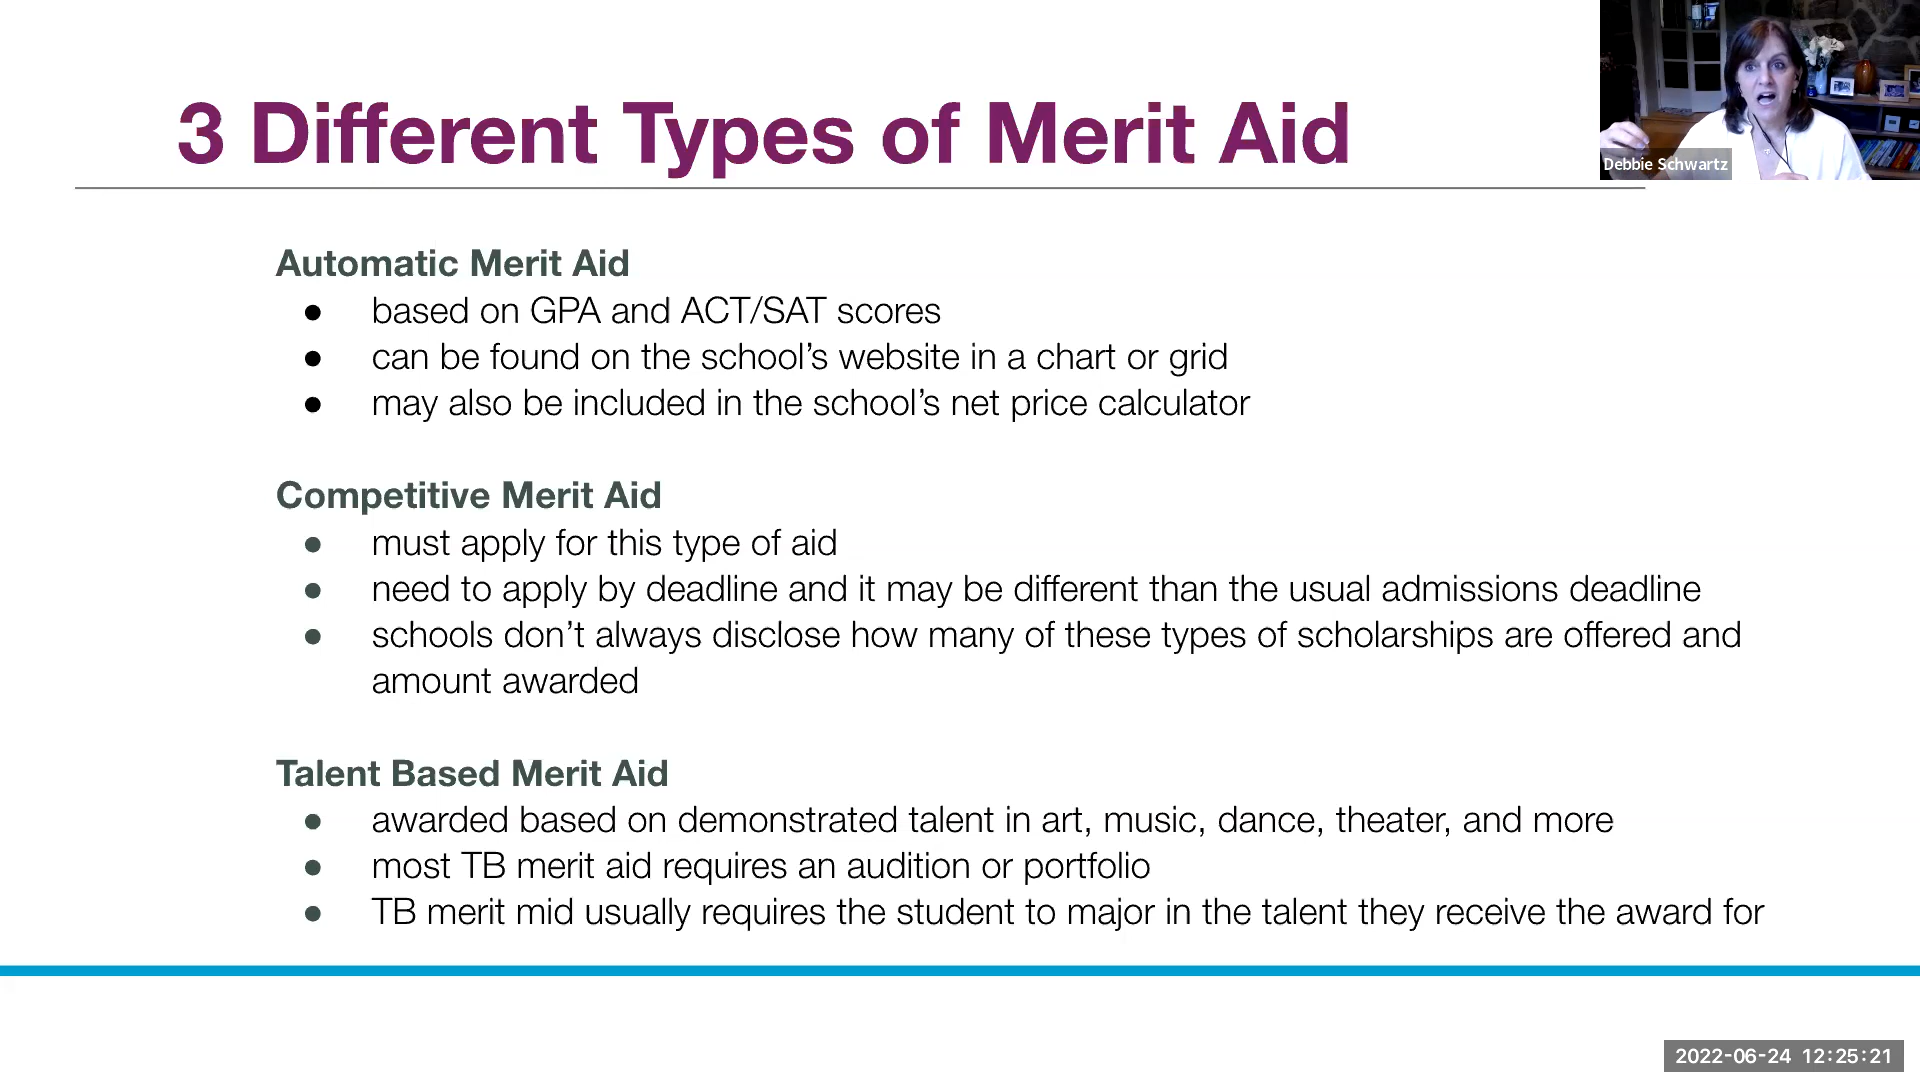 3 Different Types of Merit Aid
Debbie Schwartz
Automatic Merit Aid
● based on GPA and ACT/SAT scores
● can be found on the school’s website in a chart or grid
● may also be included in the school’s net price calculator
Competitive Merit Aid
● must apply for this type of aid
● need to apply by deadline and it may be different than the usual admissions deadline
● schools don’t always disclose how many of these types of scholarships are offered and
amount awarded
Talent Based Merit Aid
● awarded based on demonstrated talent in art, music, dance, theater, and more
● most TB merit aid requires an audition or portfolio
● TB merit mid usually requires the student to major in the talent they receive the award for
2022-06-24 12:25:21